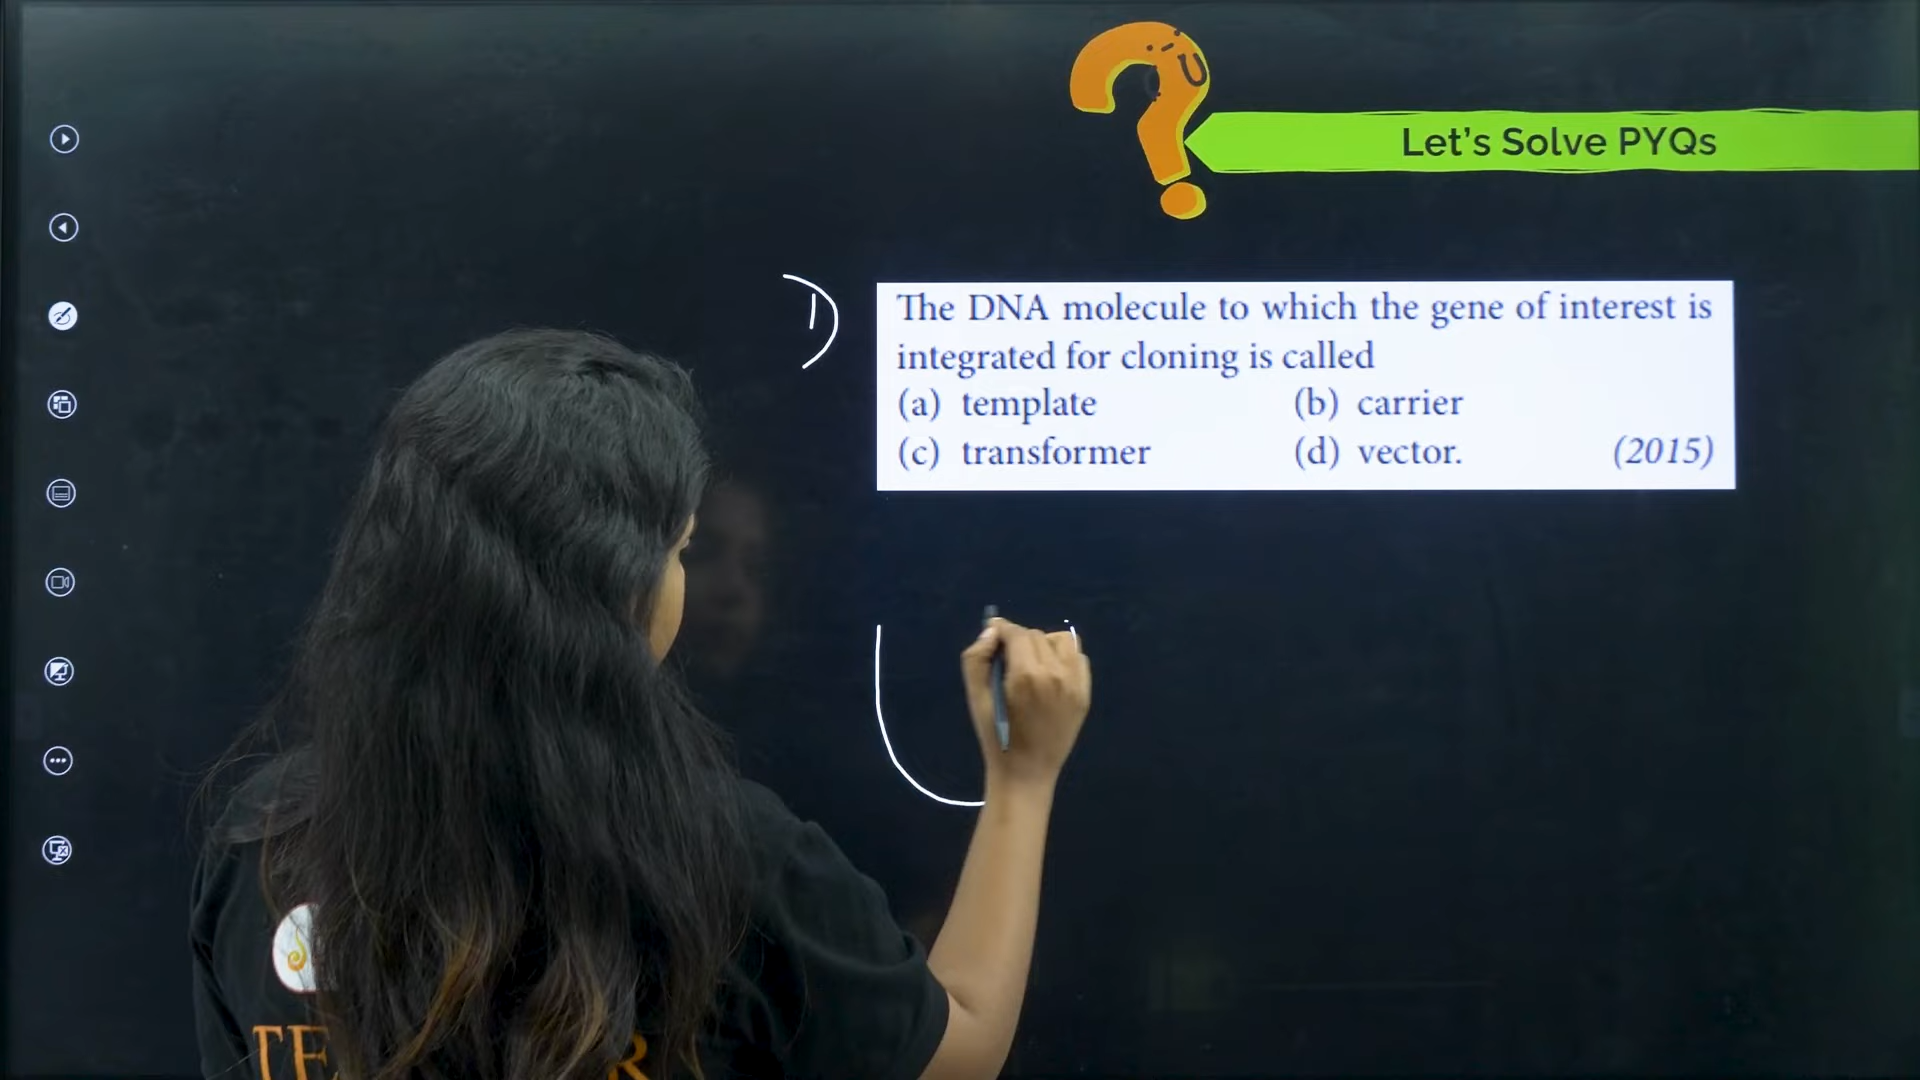 Let's Solve PYQs
1)
The DNA molecule to which the gene of interest is
integrated for cloning is called
(a) template (b) carrier
(c) transformer (d) vector. (2015)